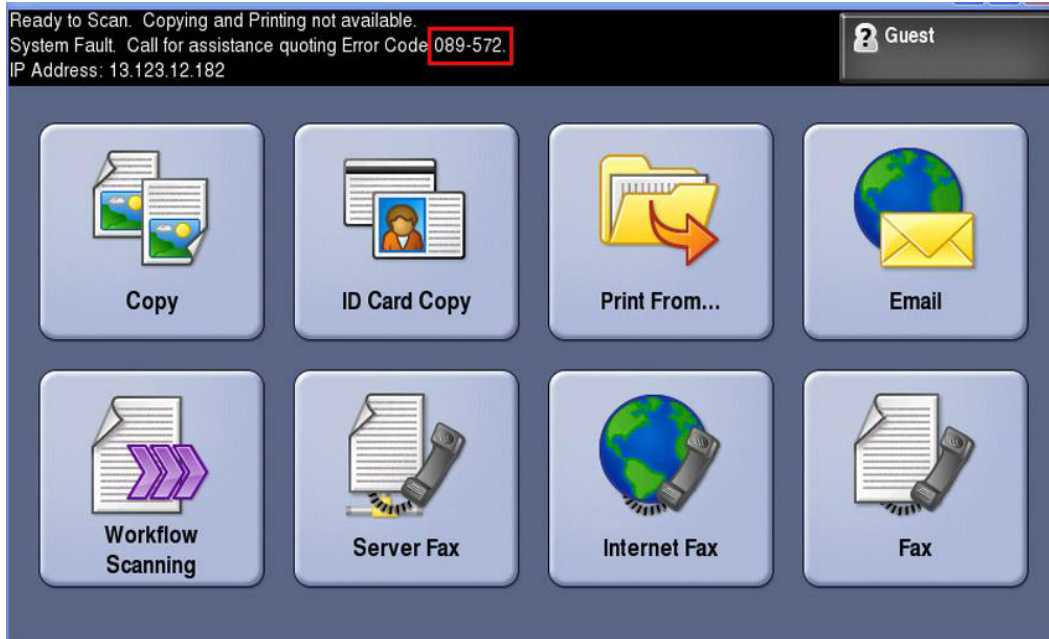 Ready to Scan. Copying and Printing not available.
System Fault. Call for assistance quoting Error Code 089-572.
IP Address: 13.123.12.182
? Guest
Copy
ID Card Copy
Print From...
Email
Workflow
Scanning
Server Fax
Internet Fax
Fax